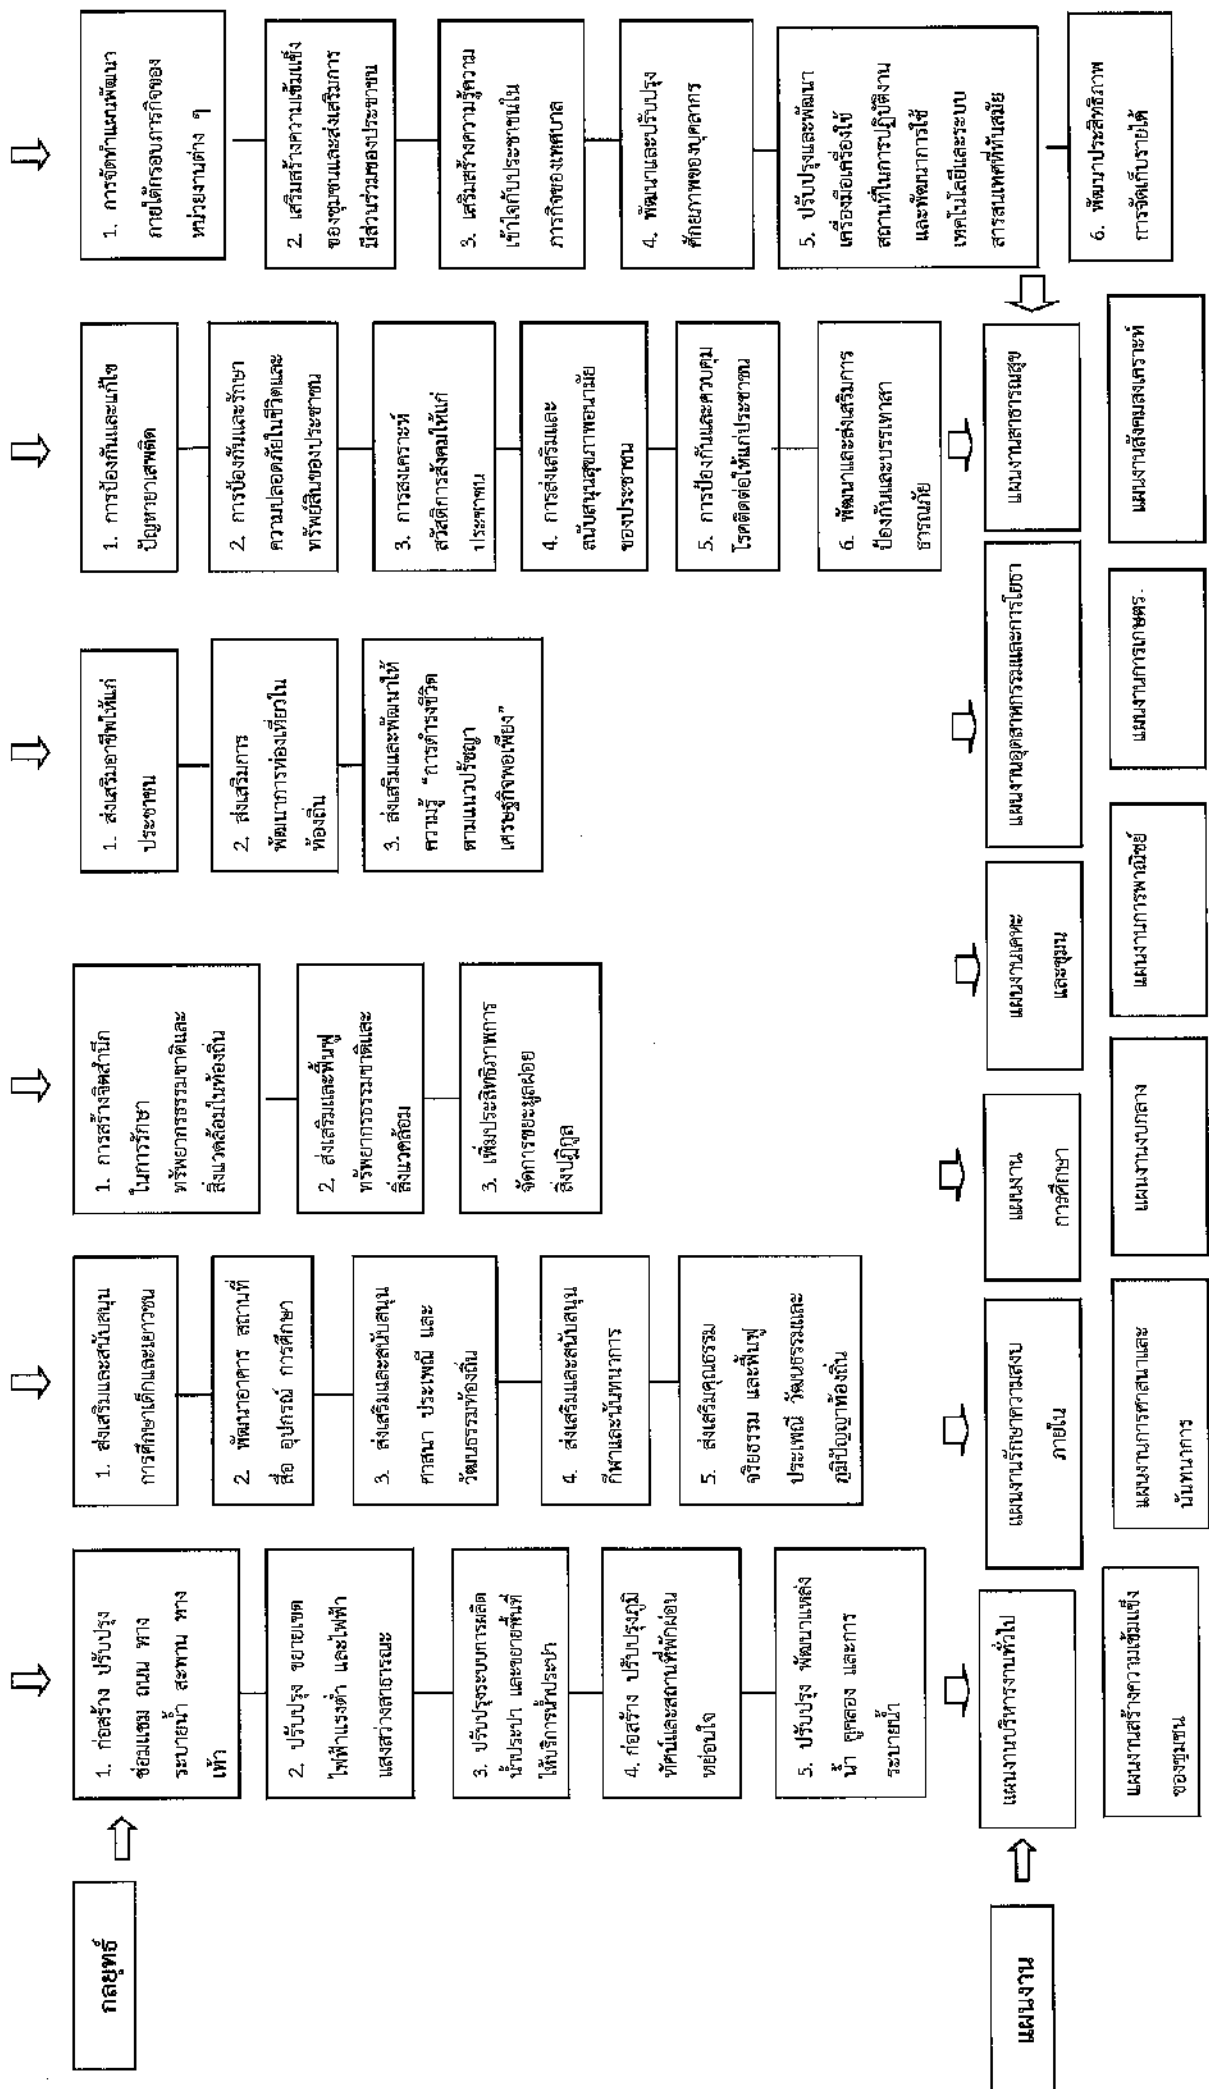 กลยุทธ์
1. ก่อสร้าง ปรับปรุง
ซ่อมแซม ถนน ทาง
ระบายน้ำ สะพาน ทาง
เท้า
2. ปรับปรุง ขยายเขต
ไฟฟ้าแรงต่ำ และไฟฟ้า
แสงสว่างสาธารณะ
3. ปรับปรุงระบบการผลิต
น้ำประปา และขยายพื้นที่
ให้บริการน้ำประปา
4. ก่อสร้าง ปรับปรุงภูมิ
ทัศน์และสถานที่พักผ่อน
หย่อนใจ
5. ปรับปรุง พัฒนาแหล่ง
น้ำ คูคลอง และการ
ระบายน้ำ
1. ส่งเสริมและสนับสนุน
การศึกษาเด็กและเยาวชน
2. พัฒนาอาคาร สถานที่
สื่อ อุปกรณ์ การศึกษา
3. ส่งเสริมและสนับสนุน
ศาสนา ประเพณี และ
วัฒนธรรมท้องถิ่น
4. ส่งเสริมและสนับสนุน
กีฬาและนันทนาการ
5. ส่งเสริมคุณธรรม
จริยธรรม และฟื้นฟู
ประเพณี วัฒนธรรมและ
ภูมิปัญญาท้องถิ่น
1. การสร้างจิตสำนึก
ในการรักษา
ทรัพยากรธรรมชาติและ
สิ่งแวดล้อมในท้องถิ่น
2. ส่งเสริมและฟื้นฟู
ทรัพยากรธรรมชาติและ
สิ่งแวดล้อม
3. เพิ่มประสิทธิภาพการ
จัดการขยะมูลฝอย
สิ่งปฏิกูล
1. ส่งเสริมอาชีพให้แก่
ประชาชน
2. ส่งเสริมการ
พัฒนาการท่องเที่ยวใน
ท้องถิ่น
3. ส่งเสริมและพัฒนาให้
ความรู้ “การดำรงชีวิต
ตามแนวปรัชญา
เศรษฐกิจพอเพียง”
1. การป้องกันและแก้ไข
ปัญหายาเสพติด
2. การป้องกันและรักษา
ความปลอดภัยในชีวิตและ
ทรัพย์สินของประชาชน
3. การสงเคราะห์
สวัสดิการสังคมให้แก่
ประชาชน
4. การส่งเสริมและ
สนับสนุนสุขภาพอนามัย
ของประชาชน
5. การป้องกันและควบคุม
โรคติดต่อให้แก่ประชาชน
6. พัฒนาและส่งเสริมการ
ป้องกันและบรรเทาสา
ธารณภัย
1. การจัดทำแผนพัฒนา
ภายใต้กรอบภารกิจของ
หน่วยงานต่าง ๆ
2. เสริมสร้างความเข้มแข็ง
ของชุมชนและส่งเสริมการ
มีส่วนร่วมของประชาชน
3. เสริมสร้างความรู้ความ
เข้าใจกับประชาชนใน
ภารกิจของเทศบาล
4. พัฒนาและปรับปรุง
ศักยภาพของบุคลากร
5. ปรับปรุงและพัฒนา
เครื่องมือเครื่องใช้
สถานที่ในการปฏิบัติงาน
และพัฒนาการใช้
เทคโนโลยีและระบบ
สารสนเทศที่ทันสมัย
6. พัฒนาประสิทธิภาพ
การจัดเก็บรายได้
แผนงาน
แผนงานบริหารงานทั่วไป
แผนงานรักษาความสงบ
ภายใน
แผนงาน
การศึกษา
แผนงานเคหะ
และชุมชน
แผนงานอุตสาหกรรมและการโยธา
แผนงานสาธารณสุข
แผนงานสร้างความเข้มแข็ง
ของชุมชน
แผนงานการศาสนาและ
นันทนาการ
แผนงานงบกลาง
แผนงานการพาณิชย์
แผนงานการเกษตร
แผนงานสังคมสงเคราะห์